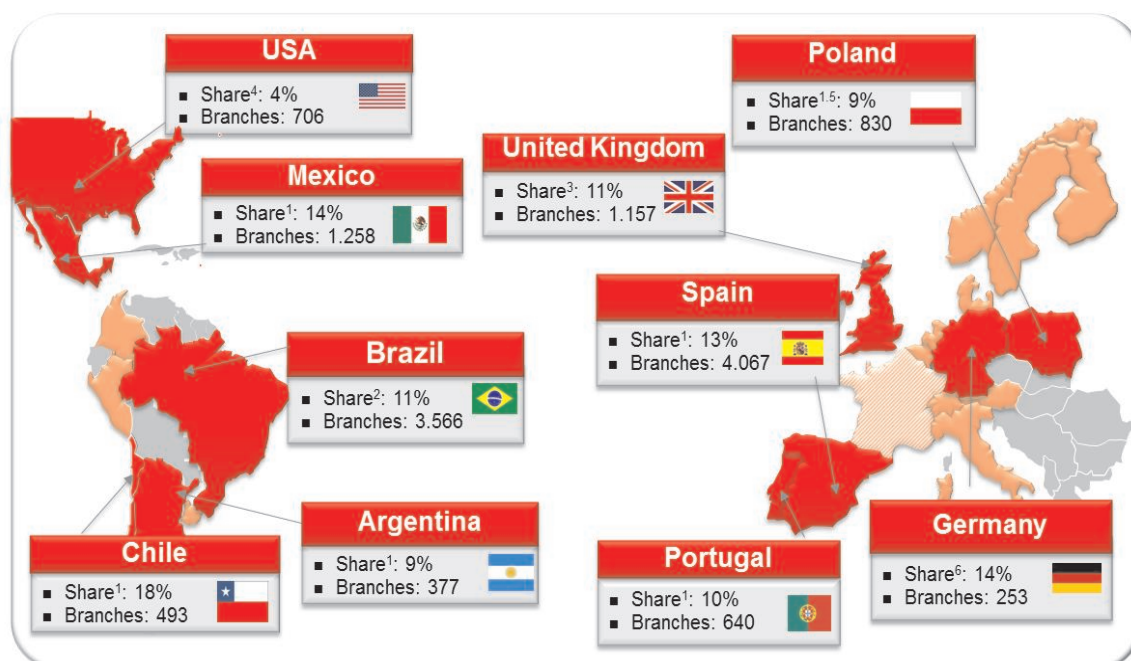 USA
▪ Share⁴: 4%
▪ Branches: 706
Mexico
▪ Share¹: 14%
▪ Branches: 1.258
Brazil
▪ Share²: 11%
▪ Branches: 3.566
Argentina
▪ Share¹: 9%
▪ Branches: 377
Chile
▪ Share¹: 18%
▪ Branches: 493
Poland
▪ Share¹·⁵: 9%
▪ Branches: 830
United Kingdom
▪ Share³: 11%
▪ Branches: 1.157
Spain
▪ Share¹: 13%
▪ Branches: 4.067
Germany
▪ Share⁶: 14%
▪ Branches: 253
Portugal
▪ Share¹: 10%
▪ Branches: 640